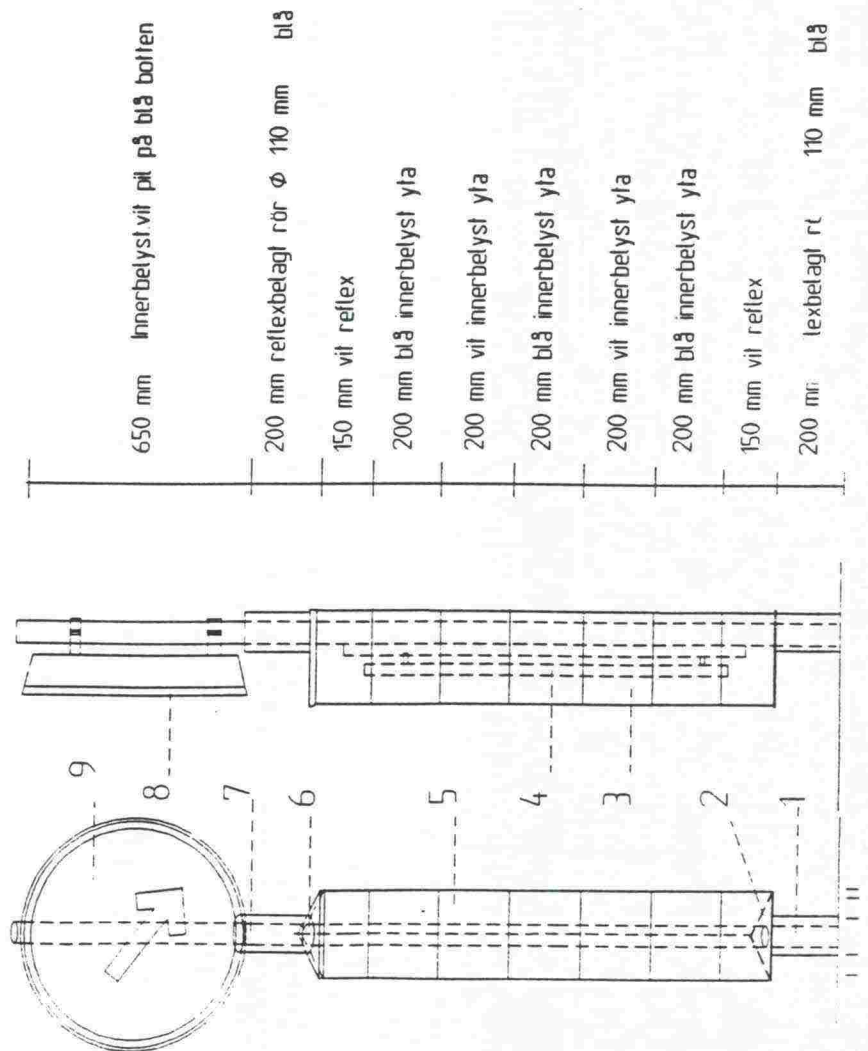 650 mm Innerbelyst.vit pil på blå botten
200 mm reflexbelagt rör Φ 110 mm blå
150 mm vit reflex
200 mm blå innerbelyst yta
200 mm vit innerbelyst yta
200 mm blå innerbelyst yta
200 mm vit innerbelyst yta
200 mm blå innerbelyst yta
150 mm vit reflex
200 lexbelagt 110 mm blå
9
8
7
6
5
4
3
2
1